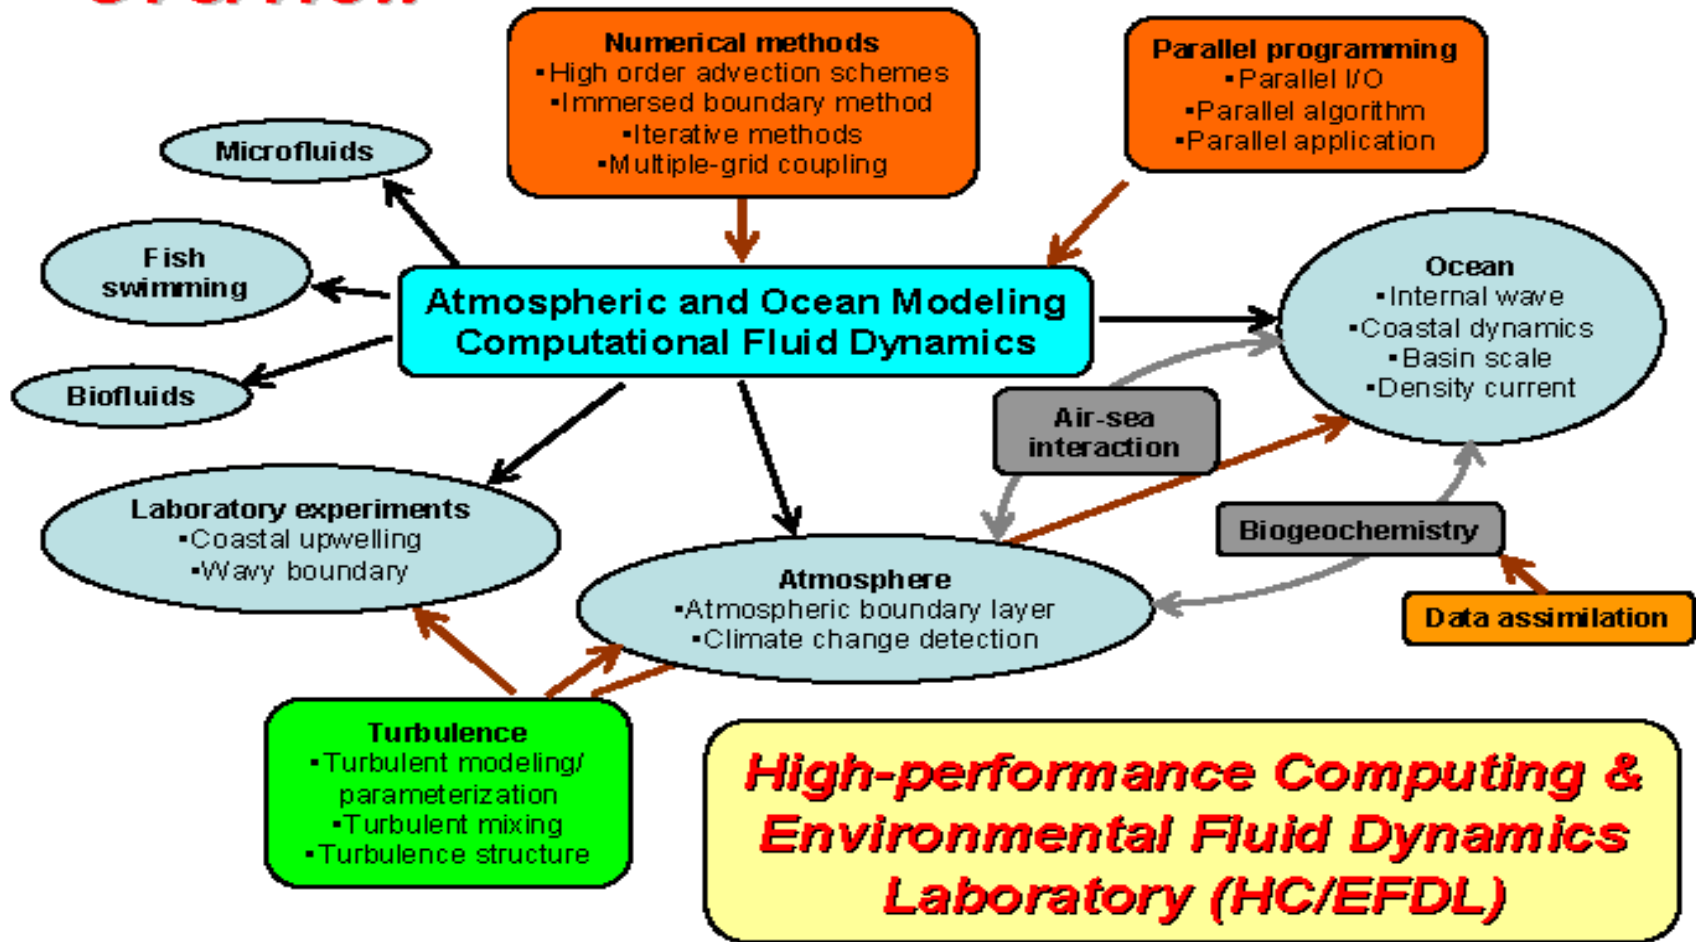 Numerical methods
▪High order advection schemes
▪Immersed boundary method
▪Iterative methods
▪Multiple-grid coupling
Parallel programming
▪Parallel I/O
▪Parallel algorithm
▪Parallel application
Microfluids
Fish
swimming
Biofluids
Atmospheric and Ocean Modeling
Computational Fluid Dynamics
Ocean
▪Internal wave
▪Coastal dynamics
▪Basin scale
▪Density current
Air-sea
interaction
Biogeochemistry
Data assimilation
Laboratory experiments
▪Coastal upwelling
▪Wavy boundary
Atmosphere
▪Atmospheric boundary layer
▪Climate change detection
Turbulence
▪Turbulent modeling/
parameterization
▪Turbulent mixing
▪Turbulence structure
High-performance Computing &
Environmental Fluid Dynamics
Laboratory (HC/EFDL)